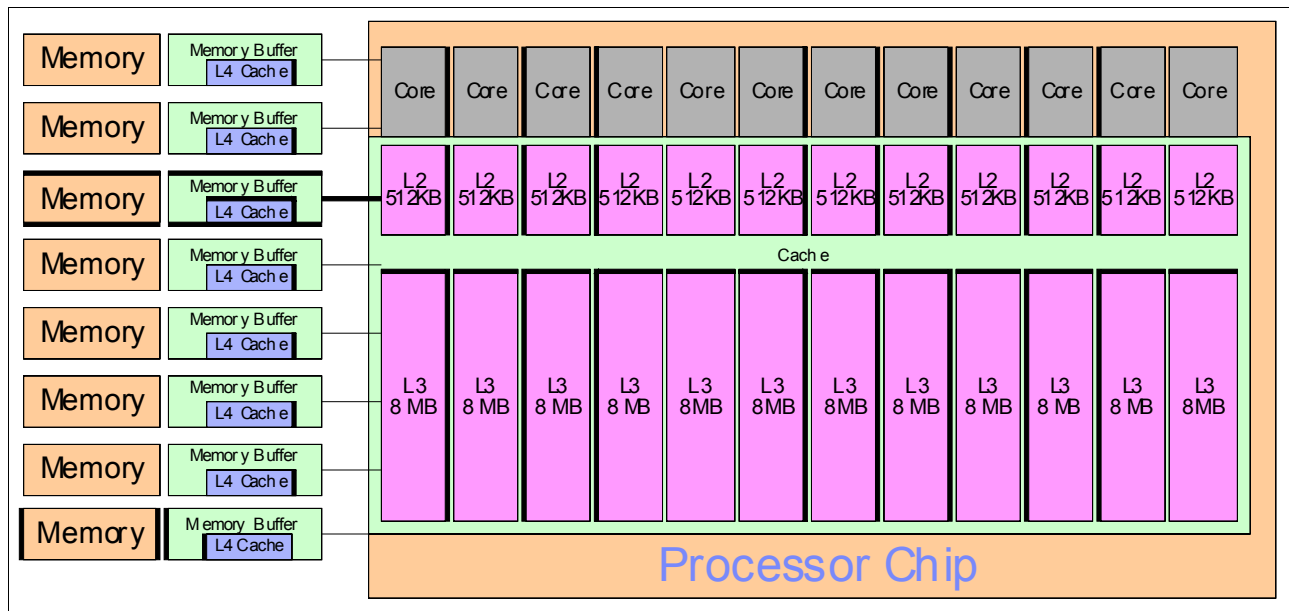 Memory
Memory Buffer
L4 Cache
Memory
Memory Buffer
L4 Cache
Memory
Memory Buffer
L4 Cache
Memory
Memory Buffer
L4 Cache
Memory
Memory Buffer
L4 Cache
Memory
Memory Buffer
L4 Cache
Memory
Memory Buffer
L4 Cache
Memory
Memory Buffer
L4 Cache
Core Core Core Core Core Core Core Core Core Core Core Core
L2 L2 L2 L2 L2 L2 L2 L2 L2 L2 L2 L2
512KB 512KB 512KB 512KB 512KB 512KB 512KB 512KB 512KB 512KB 512KB 512KB
Cache
L3 L3 L3 L3 L3 L3 L3 L3 L3 L3 L3 L3
8 MB 8 MB 8 MB 8 MB 8MB 8MB 8MB 8 MB 8 MB 8 MB 8 MB 8MB
Processor Chip